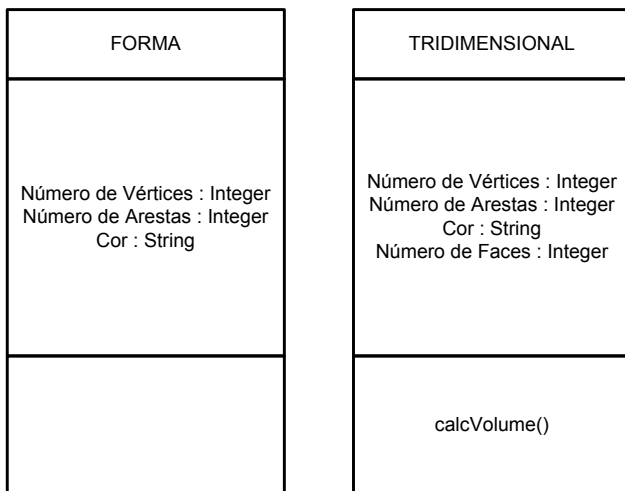 FORMA
Número de Vértices : Integer
Número de Arestas : Integer
Cor : String
TRIDIMENSIONAL
Número de Vértices : Integer
Número de Arestas : Integer
Cor : String
Número de Faces : Integer
calcVolume()